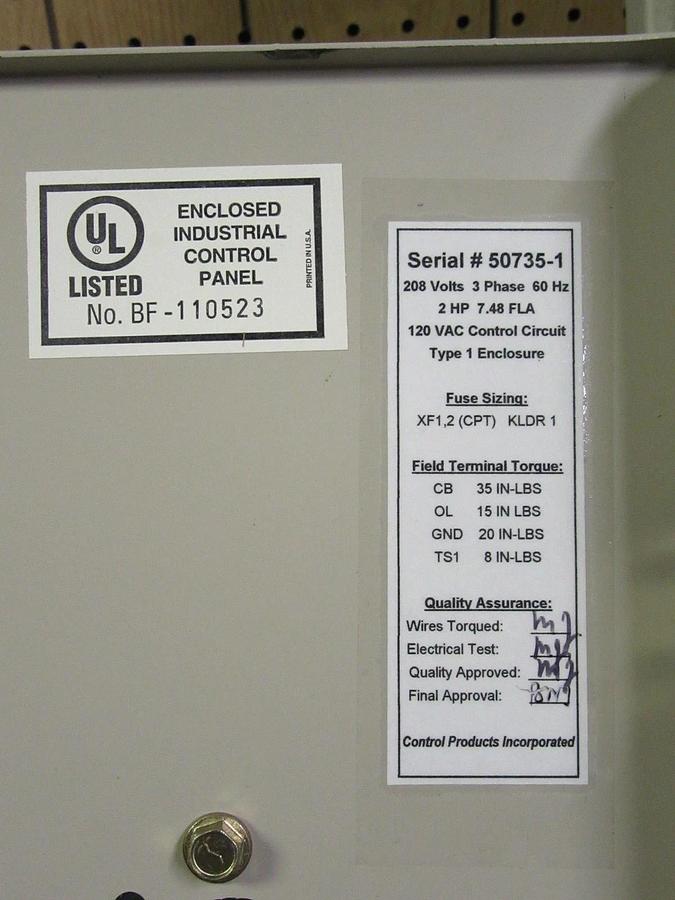 UL
®
LISTED
ENCLOSED
INDUSTRIAL
CONTROL
PANEL
No. BF-110523
PRINTED IN U.S.A.
Serial # 50735-1
208 Volts 3 Phase 60 Hz
2 HP 7.48 FLA
120 VAC Control Circuit
Type 1 Enclosure
Fuse Sizing:
XF1,2 (CPT) KLDR 1
Field Terminal Torque:
CB 35 IN-LBS
OL 15 IN LBS
GND 20 IN-LBS
TS1 8 IN-LBS
Quality Assurance:
Wires Torqued:
Electrical Test:
Quality Approved:
Final Approval:
Control Products Incorporated